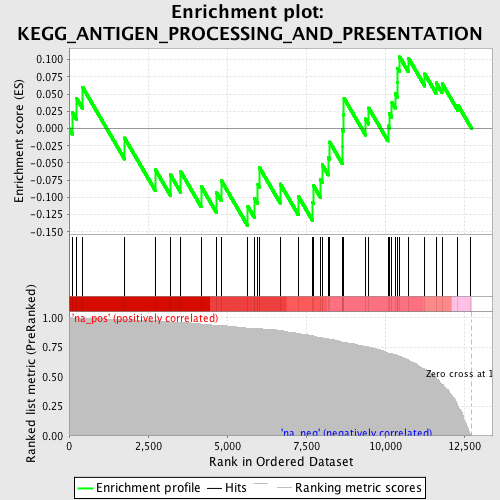 Enrichment plot:
KEGG_ANTIGEN_PROCESSING_AND_PRESENTATION
Enrichment score (ES)
0.100
0.075
0.050
0.025
0.000
-0.025
-0.050
-0.075
-0.100
-0.125
-0.150
'na_pos' (positively correlated)
Ranked list metric (PreRanked)
1.00
0.75
0.50
0.25
0.00
Zero cross at 1
'na_neg' (negatively correlated)
0
2,500
5,000
7,500
10,000
12,500
Rank in Ordered Dataset
Enrichment profile
Hits
Ranking metric scores